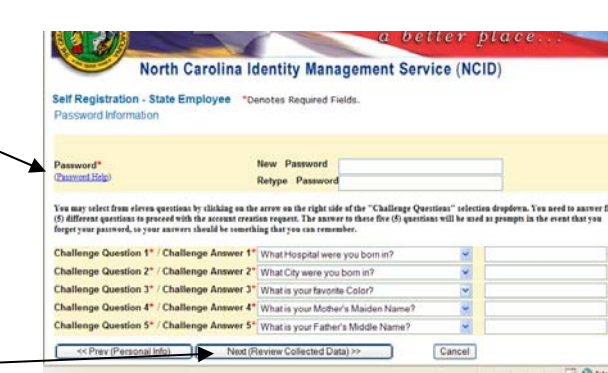 a better place...
North Carolina Identity Management Service (NCID)
Self Registration - State Employee *Denotes Required Fields.
Password Information
Password* New Password
(Password Help) Retype Password
You may select from eleven questions by clicking on the arrow on the right side of the "Challenge Questions" selection dropdown. You need to answer
(5) different questions to proceed with the account creation request. The answer to these five (5) questions will be used as prompts in the event that you
forget your password, so your answers should be something that you can remember.
Challenge Question 1* / Challenge Answer 1* What Hospital were you born in?
Challenge Question 2* / Challenge Answer 2* What City were you born in?
Challenge Question 3* / Challenge Answer 3* What is your favorite Color?
Challenge Question 4* / Challenge Answer 4* What is your Mother's Maiden Name?
Challenge Question 5* / Challenge Answer 5* What is your Father's Middle Name?
<< Prev (Personal Info) Next (Review Collected Data) >> Cancel